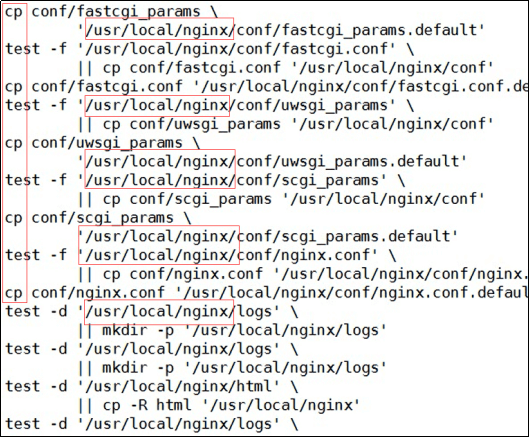 cp conf/fastcgi_params \
'/usr/local/nginx/conf/fastcgi_params.default'
test -f '/usr/local/nginx/conf/fastcgi.conf' \
|| cp conf/fastcgi.conf '/usr/local/nginx/conf'
cp conf/fastcgi.conf '/usr/local/nginx/conf/fastcgi.conf.de
test -f '/usr/local/nginx/conf/uwsgi_params' \
|| cp conf/uwsgi_params '/usr/local/nginx/conf'
cp conf/uwsgi_params \
'/usr/local/nginx/conf/uwsgi_params.default'
test -f '/usr/local/nginx/conf/scgi_params' \
|| cp conf/scgi_params '/usr/local/nginx/conf'
cp conf/scgi_params \
'/usr/local/nginx/conf/scgi_params.default'
test -f '/usr/local/nginx/conf/nginx.conf' \
|| cp conf/nginx.conf '/usr/local/nginx/conf/nginx.
cp conf/nginx.conf '/usr/local/nginx/conf/nginx.conf.defaul
test -d '/usr/local/nginx/logs' \
|| mkdir -p '/usr/local/nginx/logs'
test -d '/usr/local/nginx/logs' \
|| mkdir -p '/usr/local/nginx/logs'
test -d '/usr/local/nginx/html' \
|| cp -R html '/usr/local/nginx'
test -d '/usr/local/nginx/logs' \